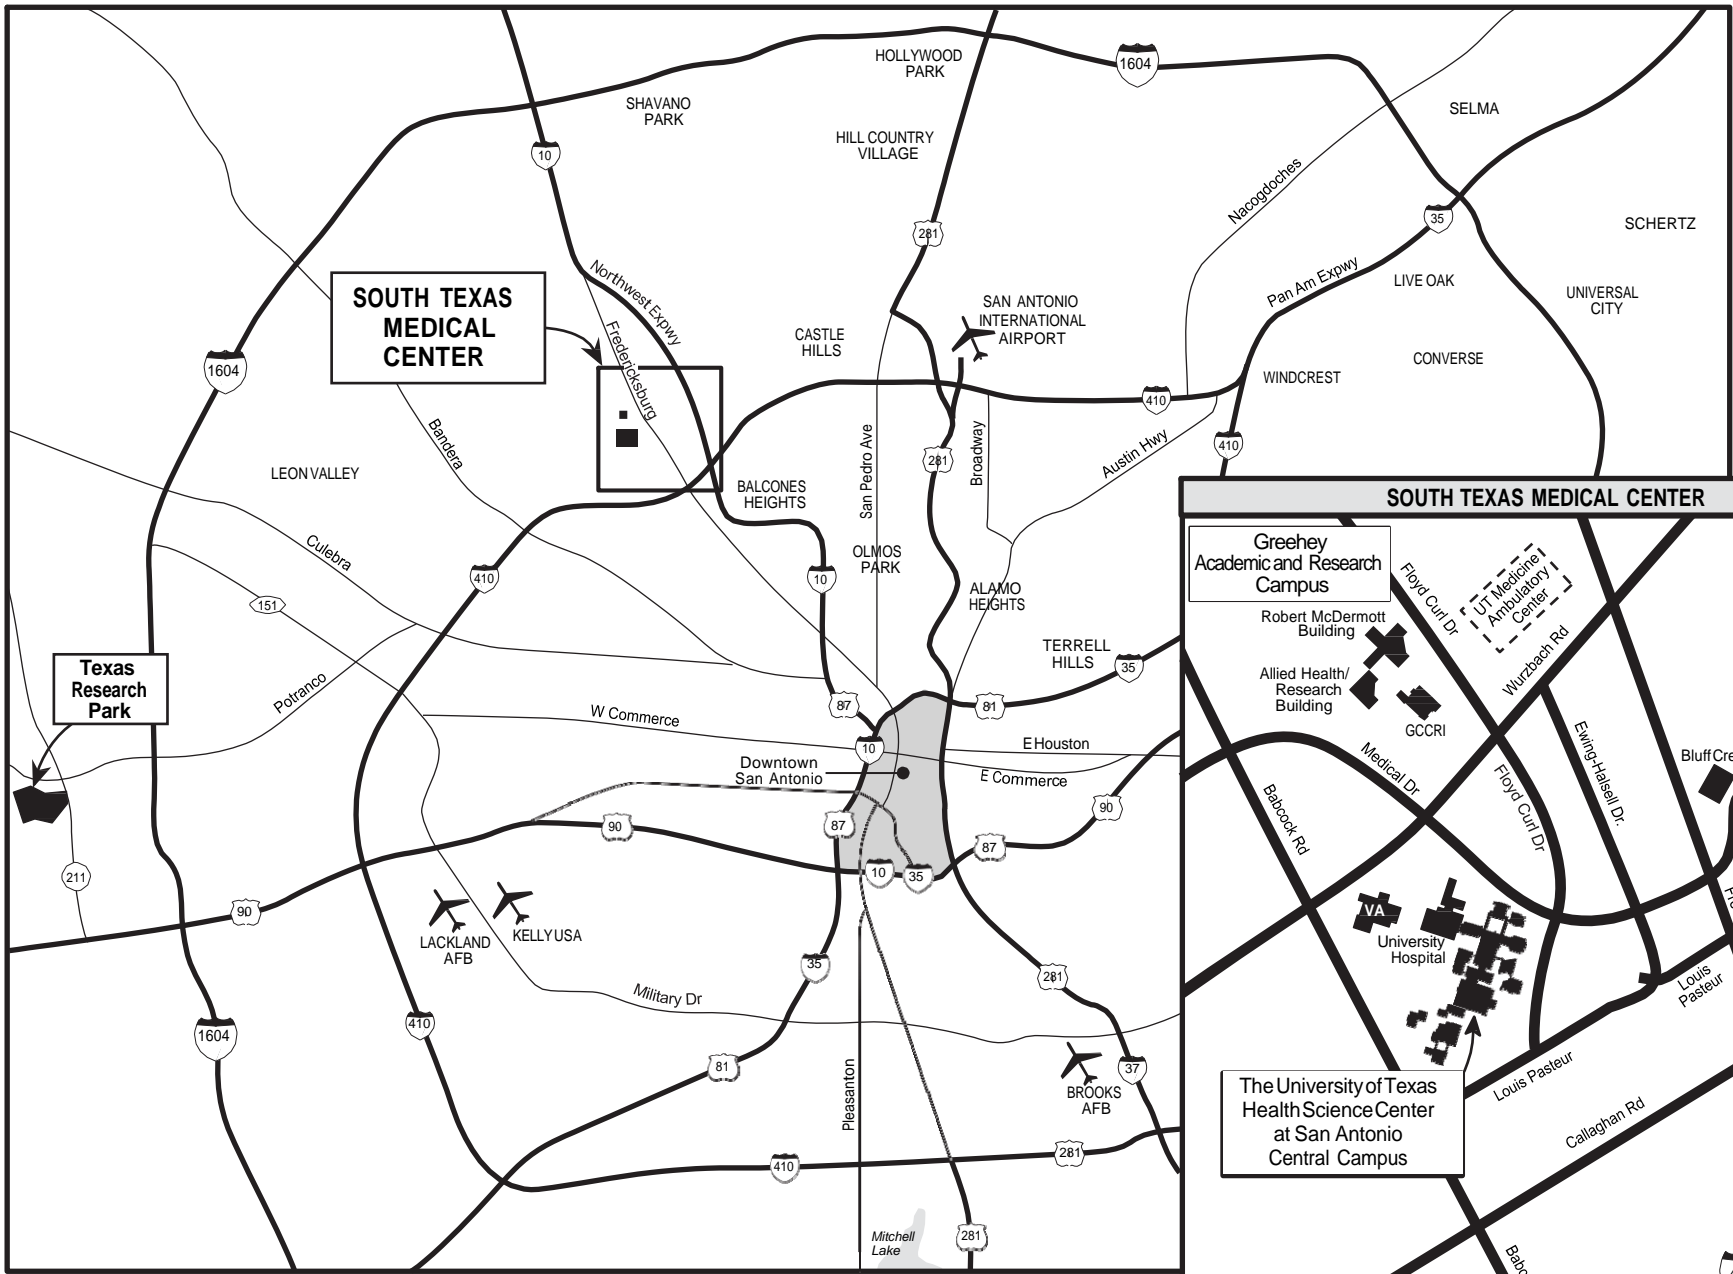 HOLLYWOOD
PARK
1604
SHAVANO
PARK
SELMA
10
HILL COUNTRY
VILLAGE
Nacogdoches
35
SCHERTZ
281
Northwest Expwy
Pan Am Expwy
LIVE OAK
UNIVERSAL
CITY
SOUTH TEXAS
MEDICAL
CENTER
SAN ANTONIO
INTERNATIONAL
AIRPORT
CASTLE
HILLS
Fredericksburg
1604
CONVERSE
WINDCREST
410
Bandera
San Pedro Ave
Broadway
Austin Hwy
410
281
LEON VALLEY
BALCONES
HEIGHTS
Culebra
OLMOS
PARK
410
10
151
ALAMO
HEIGHTS
TERRELL
HILLS
35
Texas
Research
Park
Potranco
W Commerce
87
81
10
E Houston
Downtown
San Antonio
E Commerce
90
90
87
87
10
35
211
90
LACKLAND
AFB
KELLY USA
35
281
Military Dr
410
1604
81
Pleasanton
37
BROOKS
AFB
410
281
Mitchell
Lake
281
SOUTH TEXAS MEDICAL CENTER
Greehey
Academic and Research
Campus
Floyd Curl Dr
UT Medicine
Ambulatory
Center
Robert McDermott
Building
Wurzbach Rd
Allied Health/
Research
Building
GCCRI
Ewing-Halsell Dr.
Medical Dr
Floyd Curl Dr
Babcock Rd
VA
University
Hospital
Louis
Pasteur
Louis Pasteur
The University of Texas
Health Science Center
at San Antonio
Central Campus
Callaghan Rd